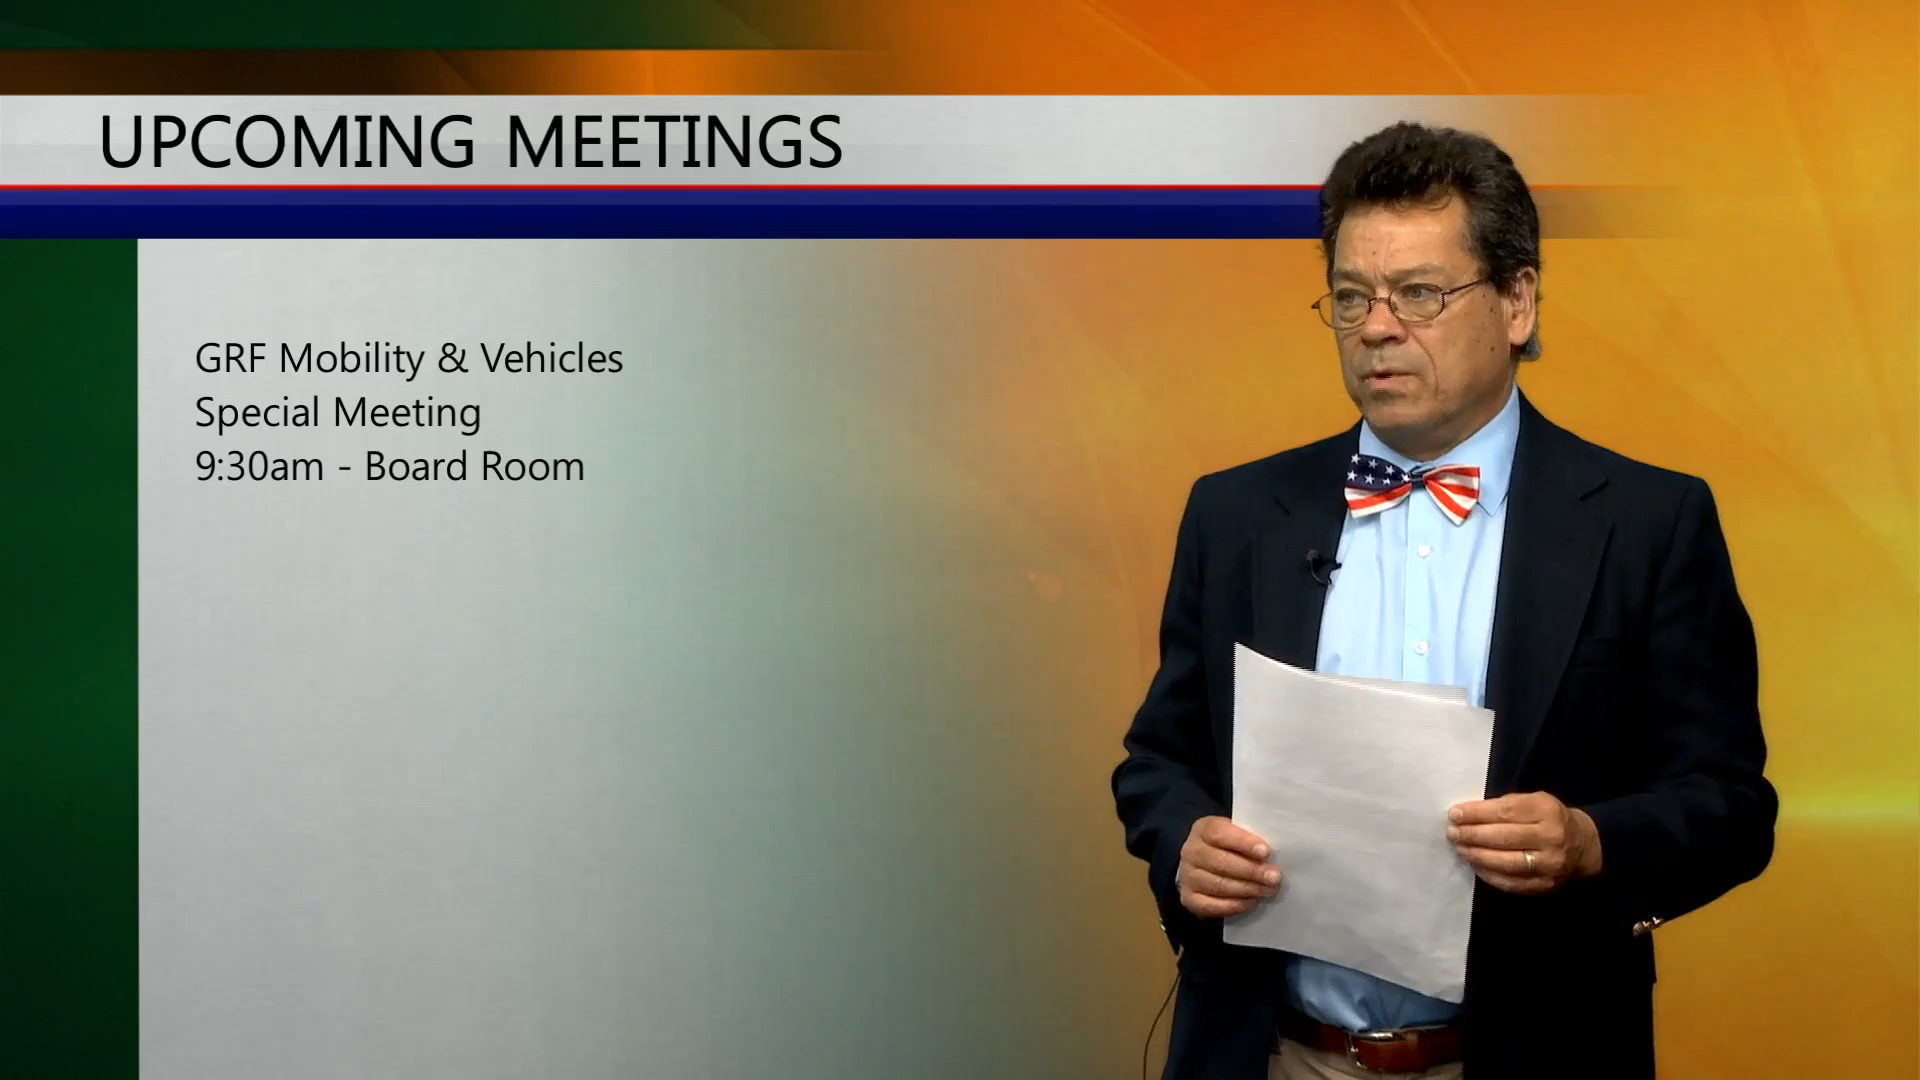 UPCOMING MEETINGS
GRF Mobility & Vehicles
Special Meeting
9:30am - Board Room